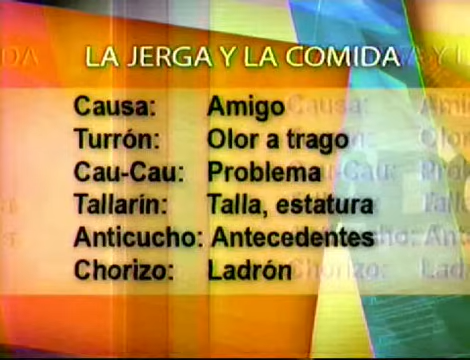 LA JERGA Y LA COMIDA
Causa: Amigo
Turrón: Olor a trago
Cau-Cau: Problema
Tallarín: Talla, estatura
Anticucho: Antecedentes
Chorizo: Ladrón